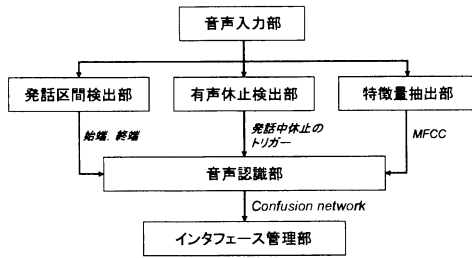 音声入力部
発話区間検出部
有声休止検出部
特徴量抽出部
始端, 終端
発話中休止の
トリガー
MFCC
音声認識部
Confusion network
インタフェース管理部